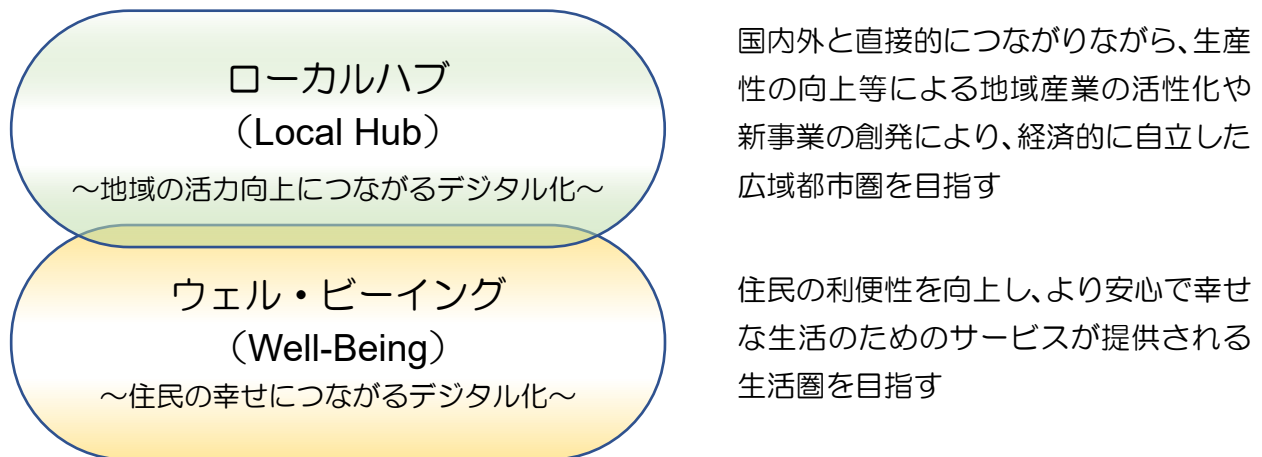 ローカルハブ
（Local Hub）
～地域の活力向上につながるデジタル化～
国内外と直接的につながりながら、生産
性の向上等による地域産業の活性化や
新事業の創発により、経済的に自立した
広域都市圏を目指す
ウェル・ビーイング
（Well-Being）
～住民の幸せにつながるデジタル化～
住民の利便性を向上し、より安心で幸せ
な生活のためのサービスが提供される
生活圏を目指す